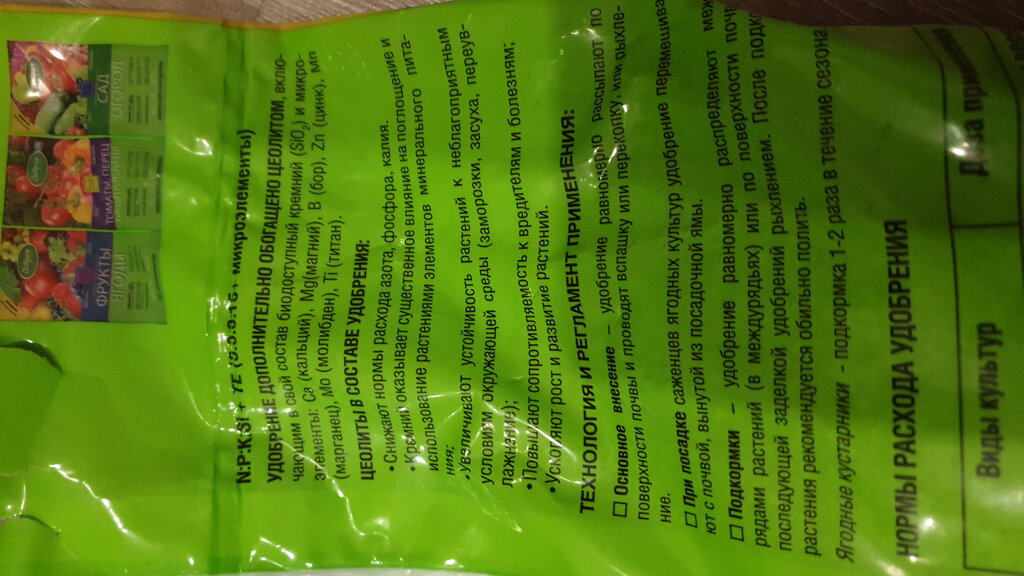 САД
ОГОРОД
ТОМАТЫ ПЕРЕЦ
ФРУКТЫ
ЯГОДЫ
микроэлементы)
УДОБРЕНИЕ ДОПОЛНИТЕЛЬНО ОБОГАЩЕНО ЦЕОЛИТОМ, вклю-
чающим в свой состав биодоступный кремний (SiO2) и микро-
элементы: Ca (кальций), Mg(магний), B (бор), Zn (цинк), Mn
(марганец), Mo (молибден), Ti (титан).
ЦЕОЛИТЫ В СОСТАВЕ УДОБРЕНИЯ:
•Снижают нормы расхода азота, фосфора, калия.
•Кремний оказывает существенное влияние на поглощение и
использование растениями элементов минерального пита-
ния;
•Увеличивают устойчивость растений к неблагоприятным
условиям окружающей среды (заморозки, засуха, переув-
лажнание);
•Повышают сопротивляемость к вредителям и болезням;
•Ускоряют рост и развитие растений.
ТЕХНОЛОГИЯ И РЕГЛАМЕНТ ПРИМЕНЕНИЯ:
□ Основное внесение – удобрение равномерно рассыпают по
поверхности почвы и проводят вспашку или перекопку, или рыхле-
ние.
□ При посадке саженцев ягодных культур удобрение перемешива
ют с почвой, вынутой из посадочной ямы.
□ Подкормки – удобрение равномерно распределяют меж
рядами растений (в междурядьях) или по поверхности почв
последующей заделкой удобрений рыхлением. После подко
растения рекомендуется обильно полить.
Ягодные кустарники - подкормка 1-2 раза в течение сезона
НОРМЫ РАСХОДА УДОБРЕНИЯ
Виды культур
Доза применения